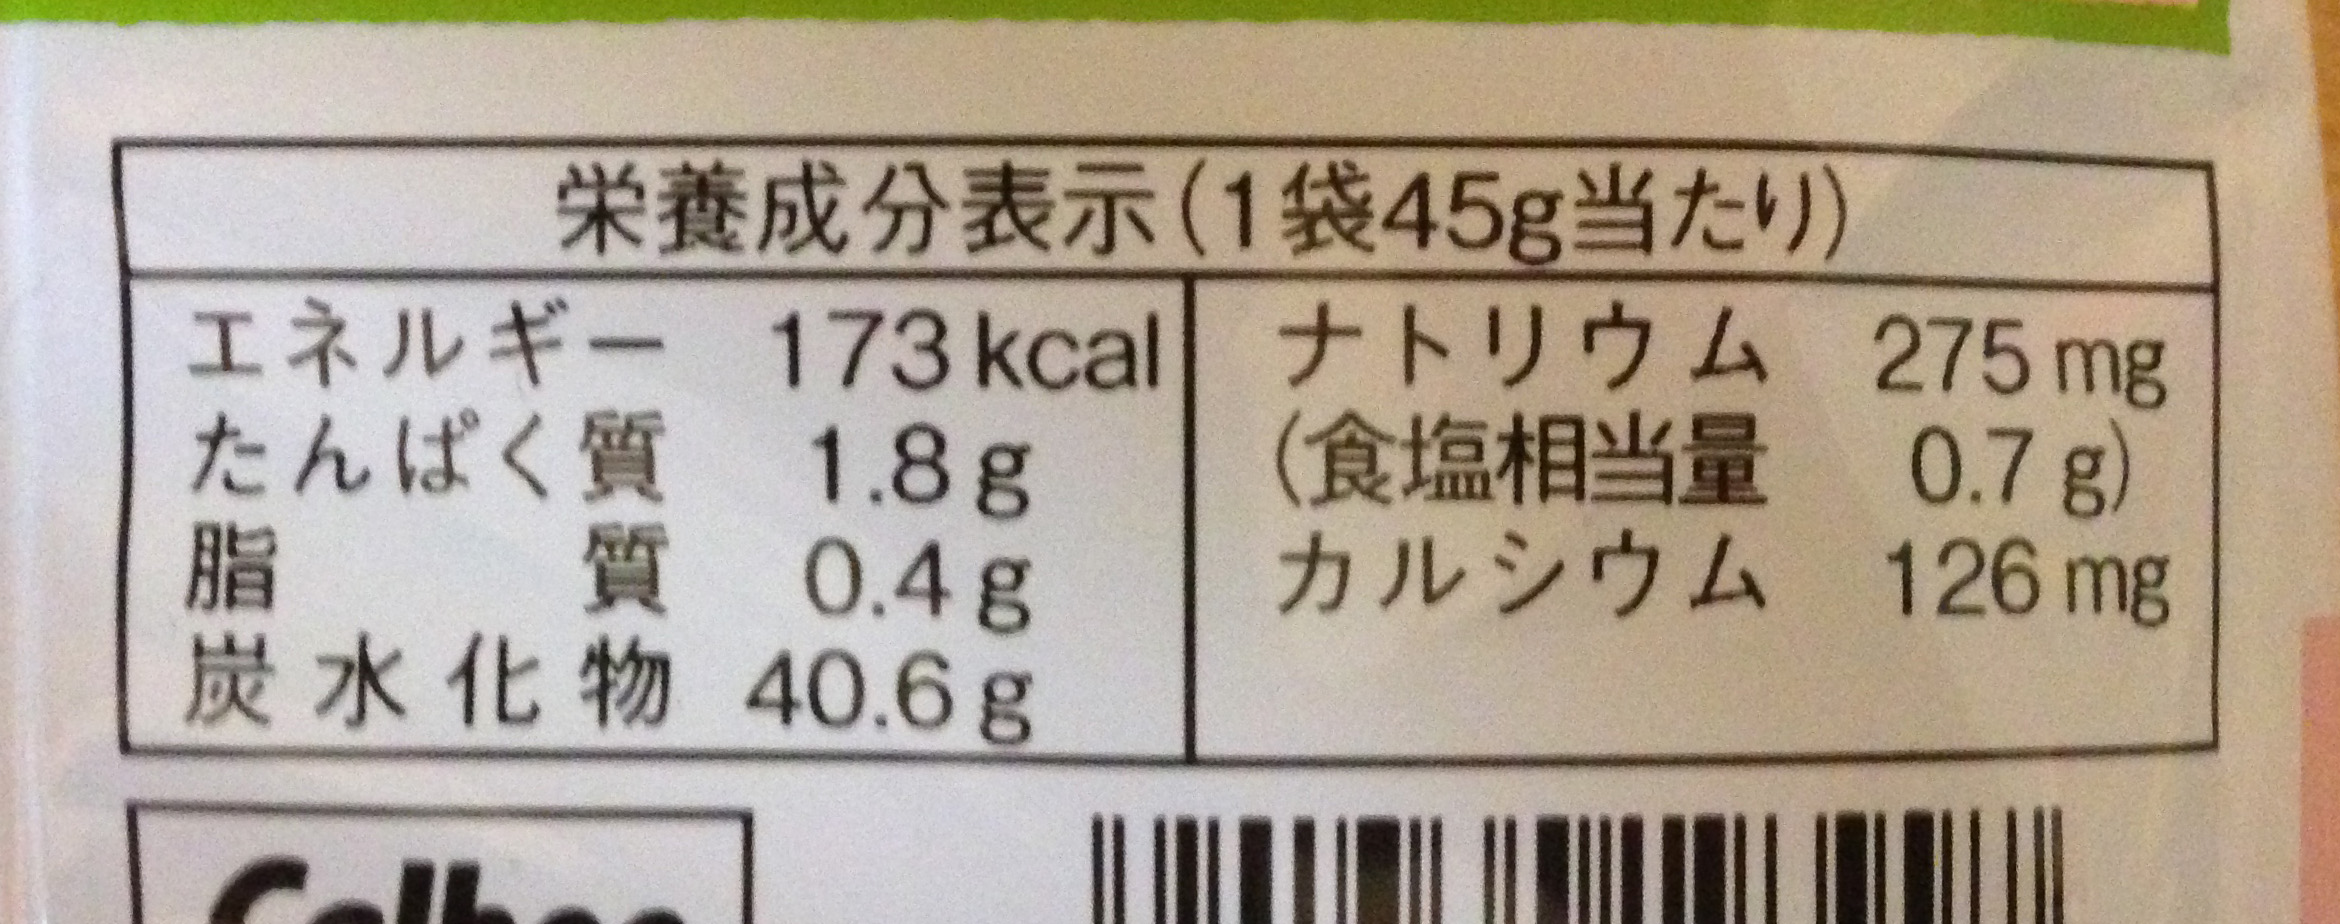 栄養成分表示(1袋45g当たり)
エネルギー 173kcal
たんぱく質 1.8g
脂質 0.4g
炭水化物 40.6g
ナトリウム 275mg
(食塩相当量 0.7g)
カルシウム 126mg
Calbee